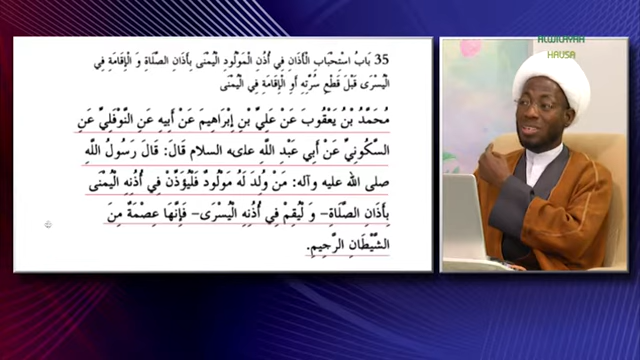 35 بَابُ اسْتِحْبَابِ الْأَذَانِ فِي أُذُنِ الْمَوْلُودِ الْيُمْنَى بِأَذَانِ الصَّلَاةِ وَ الْإِقَامَةِ فِي
الْيُسْرَى قَبْلَ قَطْعِ سُرَّتِهِ أَوِ الْإِقَامَةِ فِي الْيُمْنَى
مُحَمَّدُ بْنُ يَعْقُوبَ عَنْ عَلِيِّ بْنِ إِبْرَاهِيمَ عَنْ أَبِيهِ عَنِ النَّوْفَلِيِّ عَنِ
السَّكُونِيِّ عَنْ أَبِي عَبْدِ اللَّهِ علىه السلام قَالَ: قَالَ رَسُولُ اللَّهِ
صلى الله عليه وآله: مَنْ وُلِدَ لَهُ مَوْلُودٌ فَلْيُؤَذِّنْ فِي أُذُنِهِ الْيُمْنَى
بِأَذَانِ الصَّلَاةِ- وَ لْيُقِمْ فِي أُذُنِهِ الْيُسْرَى- فَإِنَّهَا عِصْمَةٌ مِنَ
الشَّيْطَانِ الرَّجِيمِ.
ALWILAYAH
HAUSA